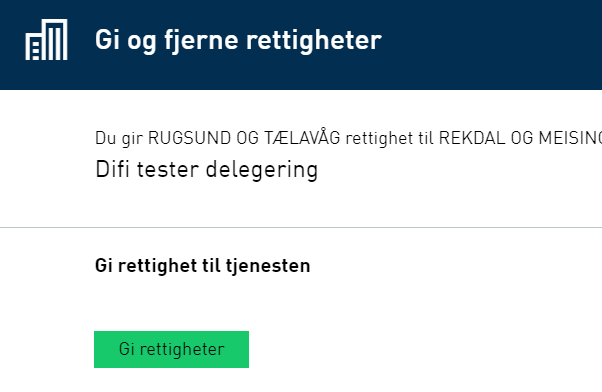 Gi og fjerne rettigheter
Du gir RUGSUND OG TÆLAVÅG rettighet til REKDAL OG MEISING
Difi tester delegering
Gi rettighet til tjenesten
Gi rettigheter